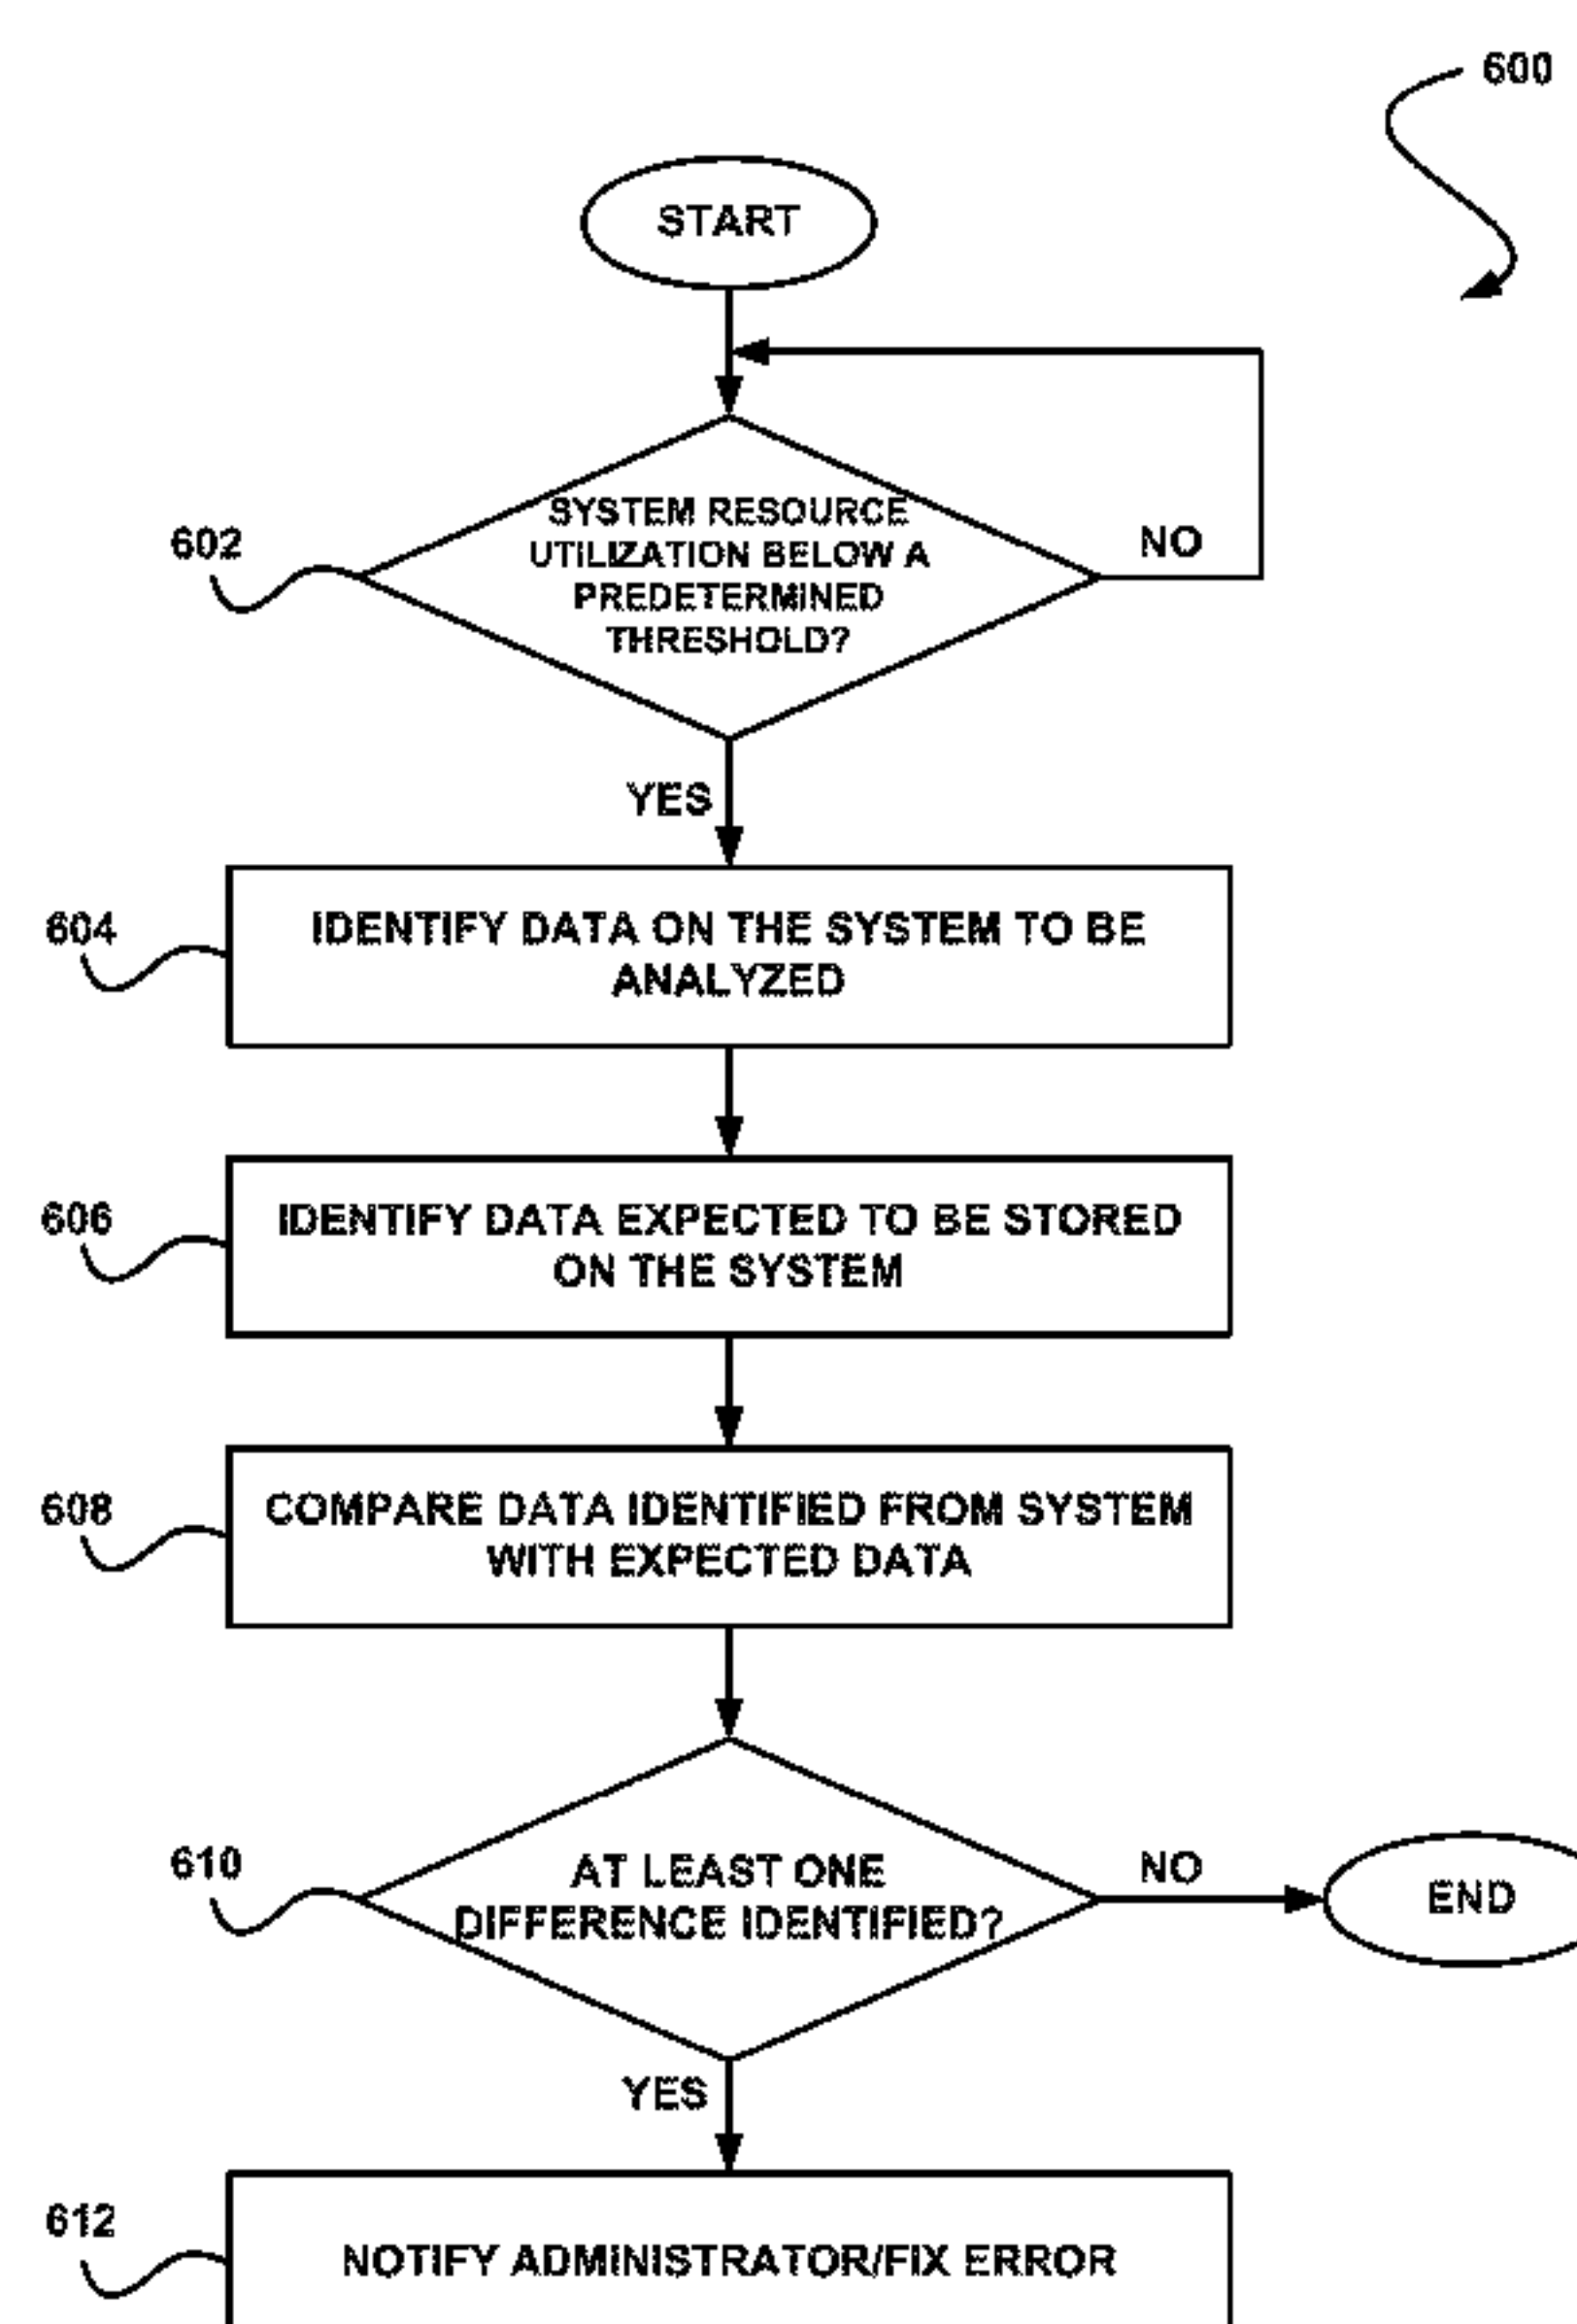 600
START
SYSTEM RESOURCE
UTILIZATION BELOW A
PREDETERMINED
THRESHOLD?
602
NO
YES
604
IDENTIFY DATA ON THE SYSTEM TO BE
ANALYZED
606
IDENTIFY DATA EXPECTED TO BE STORED
ON THE SYSTEM
608
COMPARE DATA IDENTIFIED FROM SYSTEM
WITH EXPECTED DATA
610
AT LEAST ONE
DIFFERENCE IDENTIFIED?
NO
END
YES
612
NOTIFY ADMINISTRATOR/FIX ERROR